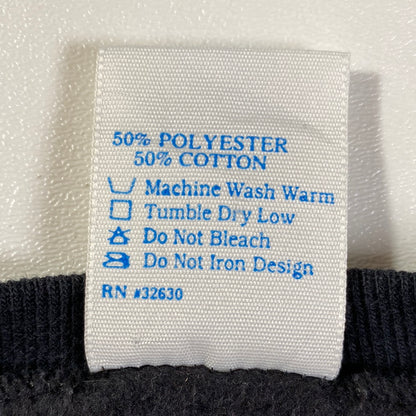 50% POLYESTER
50% COTTON
Machine Wash Warm
Tumble Dry Low
Do Not Bleach
Do Not Iron Design
RN #32630